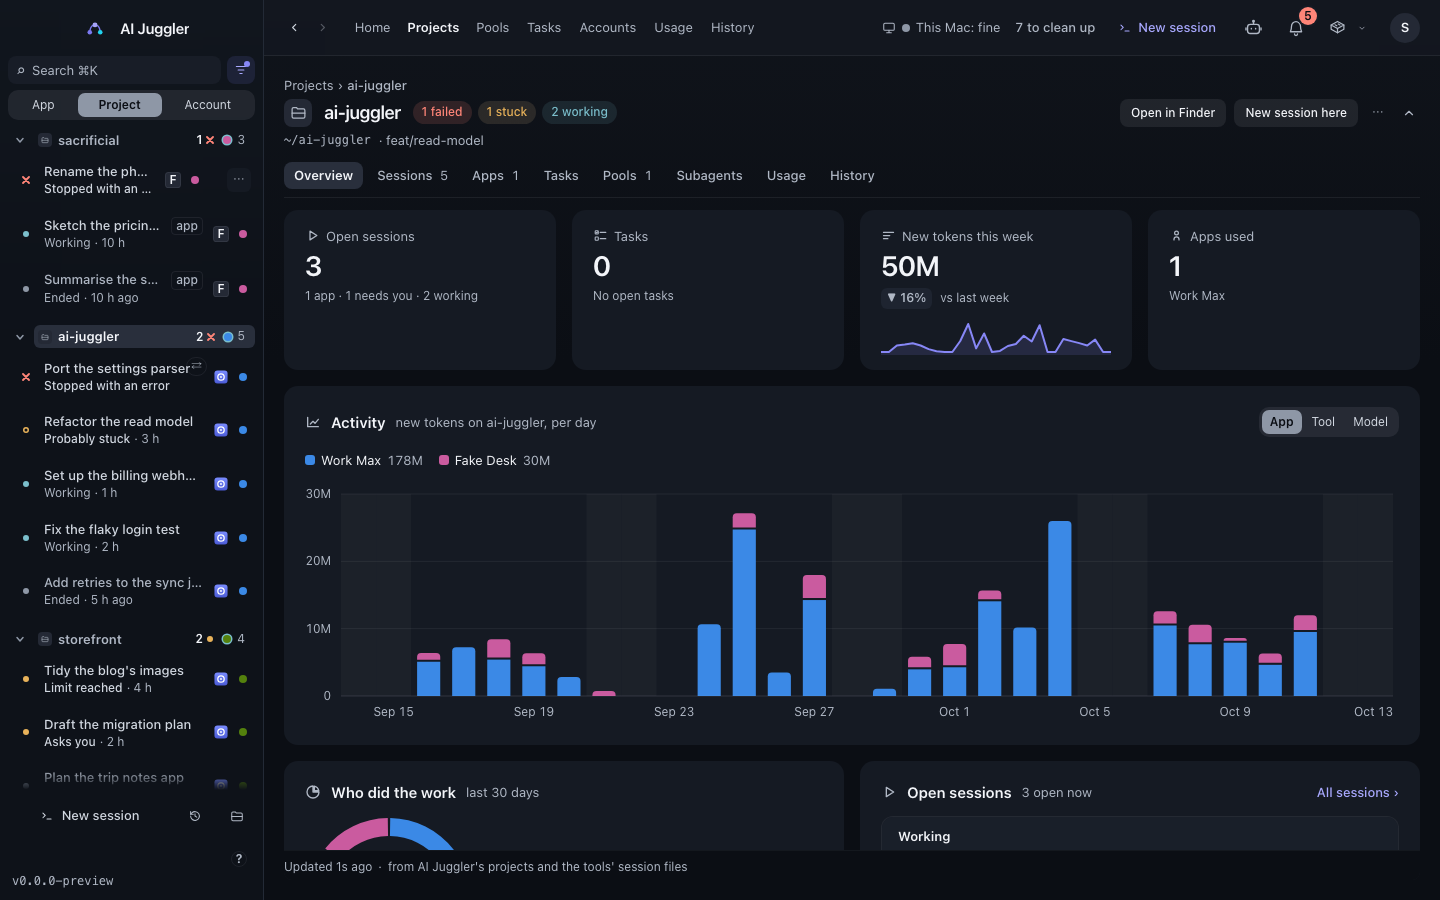 AI Juggler
Search ⌘K
App Project Account
sacrificial 1 3
Rename the ph...
Stopped with an ...
F
Sketch the pricin... app
Working · 10 h
F
Summarise the s... app
Ended · 10 h ago
F
ai-juggler 2 5
Port the settings parser
Stopped with an error
Refactor the read model
Probably stuck · 3 h
Set up the billing webh...
Working · 1 h
Fix the flaky login test
Working · 2 h
Add retries to the sync j...
Ended · 5 h ago
storefront 2 4
Tidy the blog's images
Limit reached · 4 h
Draft the migration plan
Asks you · 2 h
Plan the trip notes app
New session
?
v0.0.0-preview
Home Projects Pools Tasks Accounts Usage History
This Mac: fine 7 to clean up New session 5 S
Projects › ai-juggler
ai-juggler 1 failed 1 stuck 2 working
Open in Finder New session here ...
~/ai-juggler · feat/read-model
Overview Sessions 5 Apps 1 Tasks Pools 1 Subagents Usage History
Open sessions
3
1 app · 1 needs you · 2 working
Tasks
0
No open tasks
New tokens this week
50M
▼ 16% vs last week
Apps used
1
Work Max
Activity new tokens on ai-juggler, per day
App Tool Model
Work Max 178M Fake Desk 30M
30M
20M
10M
0
Sep 15 Sep 19 Sep 23 Sep 27 Oct 1 Oct 5 Oct 9 Oct 13
Who did the work last 30 days
Open sessions 3 open now
All sessions ›
Working
Updated 1s ago · from AI Juggler's projects and the tools' session files